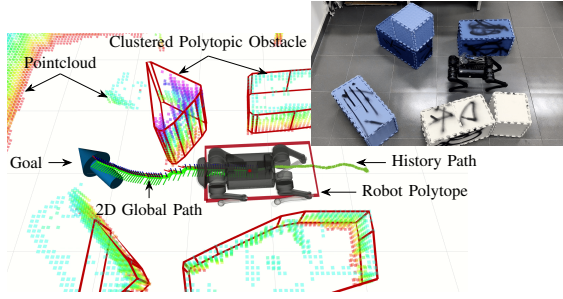 Clustered Polytopic Obstacle
Pointcloud
Goal
History Path
Robot Polytope
2D Global Path